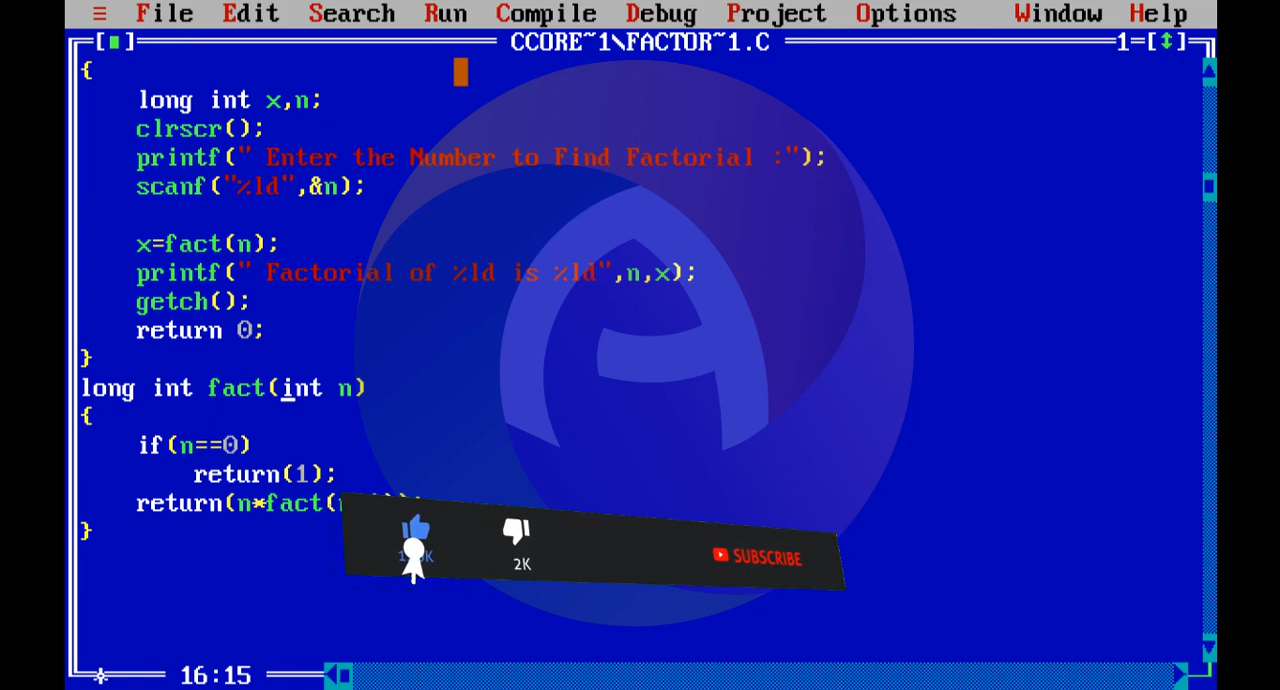 ≡ File Edit Search Run Compile Debug Project Options Window Help
[■] CCORE~1\FACTOR~1.C 1=[↕]
{
long int x,n;
clrscr();
printf(" Enter the Number to Find Factorial :");
scanf("%ld",&n);
x=fact(n);
printf(" Factorial of %ld is %ld",n,x);
getch();
return 0;
}
long int fact(int n)
{
if(n==0)
return(1);
return(n*fact(
}
2K
SUBSCRIBE
16:15